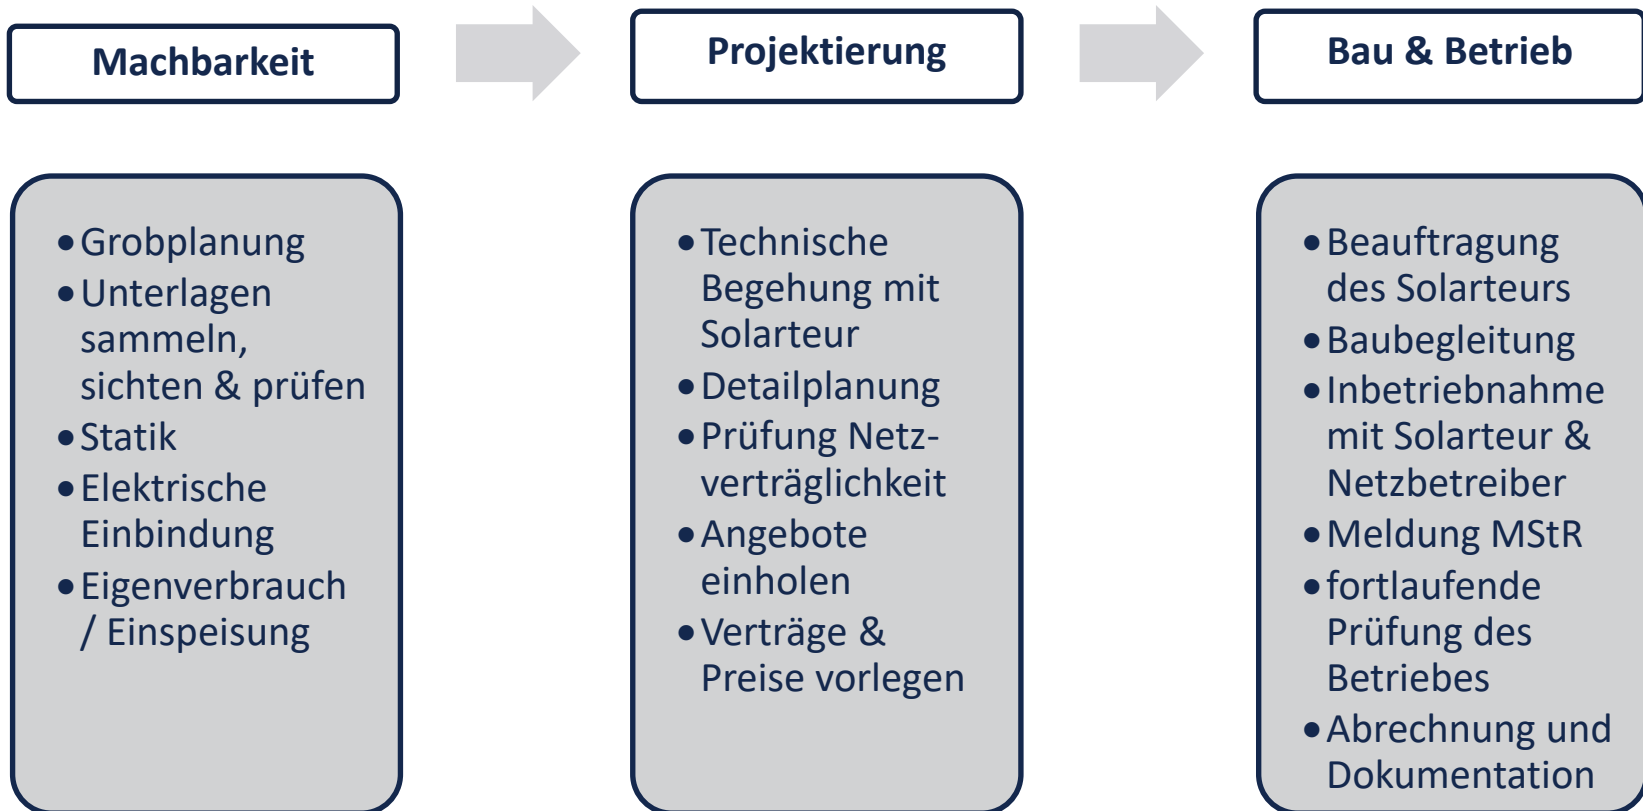 Machbarkeit
Projektierung
Bau & Betrieb
•Grobplanung
•Unterlagen
sammeln,
sichten & prüfen
•Statik
•Elektrische
Einbindung
•Eigenverbrauch
/ Einspeisung
•Technische
Begehung mit
Solarteur
•Detailplanung
•Prüfung Netz-
verträglichkeit
•Angebote
einholen
•Verträge &
Preise vorlegen
•Beauftragung
des Solarteurs
•Baubegleitung
•Inbetriebnahme
mit Solarteur &
Netzbetreiber
•Meldung MStR
•fortlaufende
Prüfung des
Betriebes
•Abrechnung und
Dokumentation